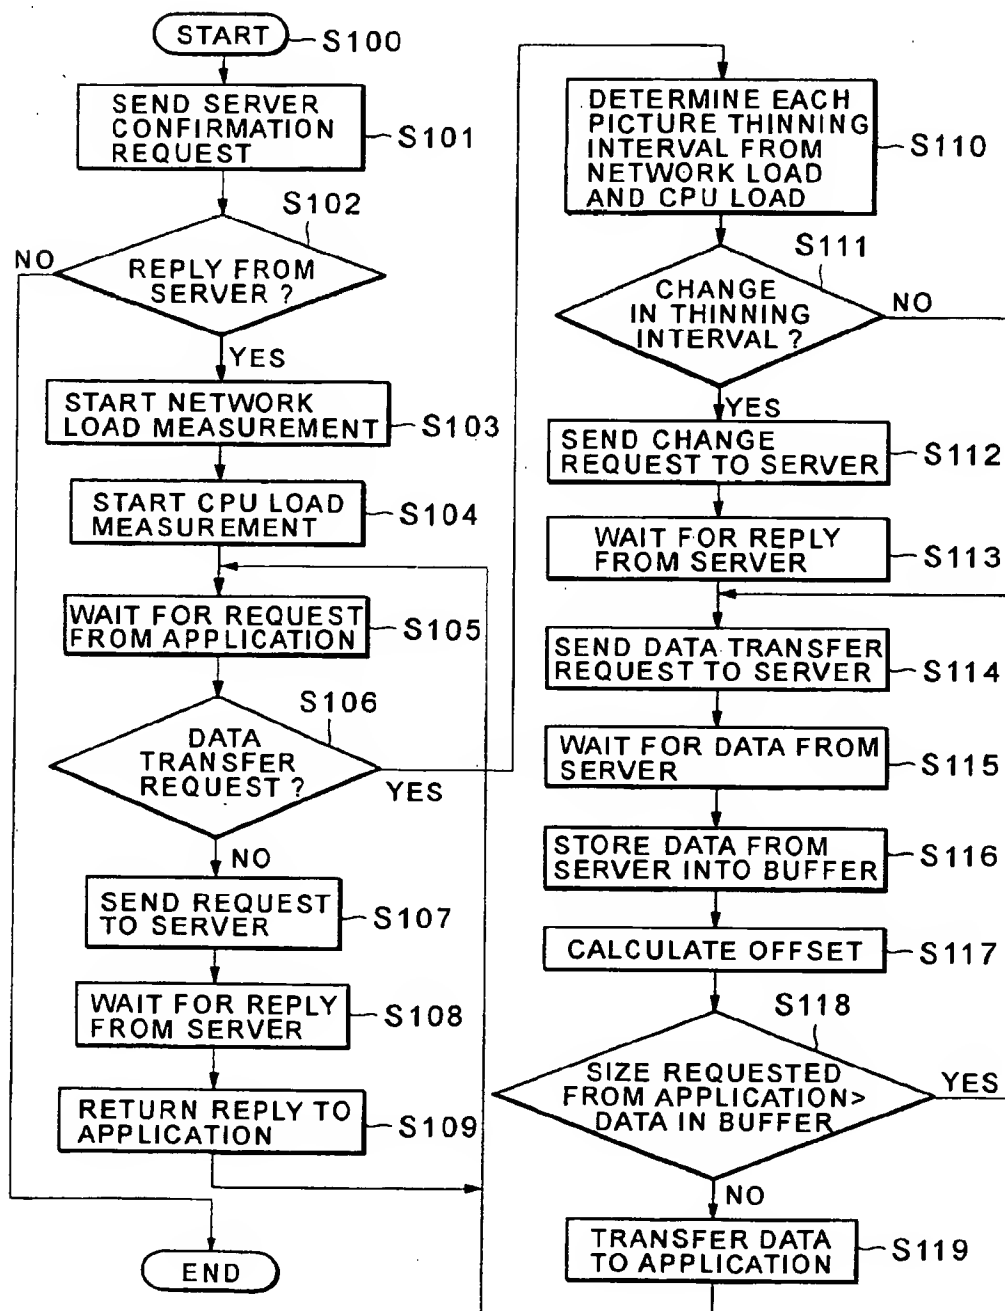 START
S100
SEND SERVER
CONFIRMATION
REQUEST
S101
S102
NO
REPLY FROM
SERVER ?
YES
START NETWORK
LOAD MEASUREMENT
S103
START CPU LOAD
MEASUREMENT
S104
WAIT FOR REQUEST
FROM APPLICATION
S105
S106
DATA
TRANSFER
REQUEST ?
YES
NO
SEND REQUEST
TO SERVER
S107
WAIT FOR REPLY
FROM SERVER
S108
RETURN REPLY TO
APPLICATION
S109
END
DETERMINE EACH
PICTURE THINNING
INTERVAL FROM
NETWORK LOAD
AND CPU LOAD
S110
S111
CHANGE
IN THINNING
INTERVAL ?
NO
YES
SEND CHANGE
REQUEST TO SERVER
S112
WAIT FOR REPLY
FROM SERVER
S113
SEND DATA TRANSFER
REQUEST TO SERVER
S114
WAIT FOR DATA FROM
SERVER
S115
STORE DATA FROM
SERVER INTO BUFFER
S116
CALCULATE OFFSET
S117
S118
SIZE REQUESTED
FROM APPLICATION>
DATA IN BUFFER
YES
NO
TRANSFER DATA
TO APPLICATION
S119